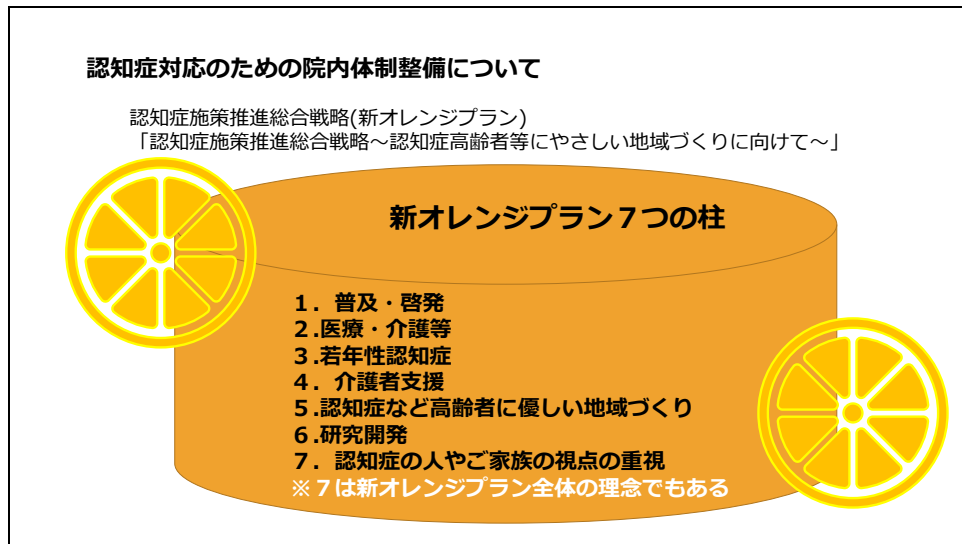 認知症対応のための院内体制整備について
認知症施策推進総合戦略(新オレンジプラン)
「認知症施策推進総合戦略～認知症高齢者等にやさしい地域づくりに向けて～」
新オレンジプラン７つの柱
１．普及・啓発
２.医療・介護等
３.若年性認知症
４．介護者支援
５.認知症など高齢者に優しい地域づくり
６.研究開発
７．認知症の人やご家族の視点の重視
※７は新オレンジプラン全体の理念でもある